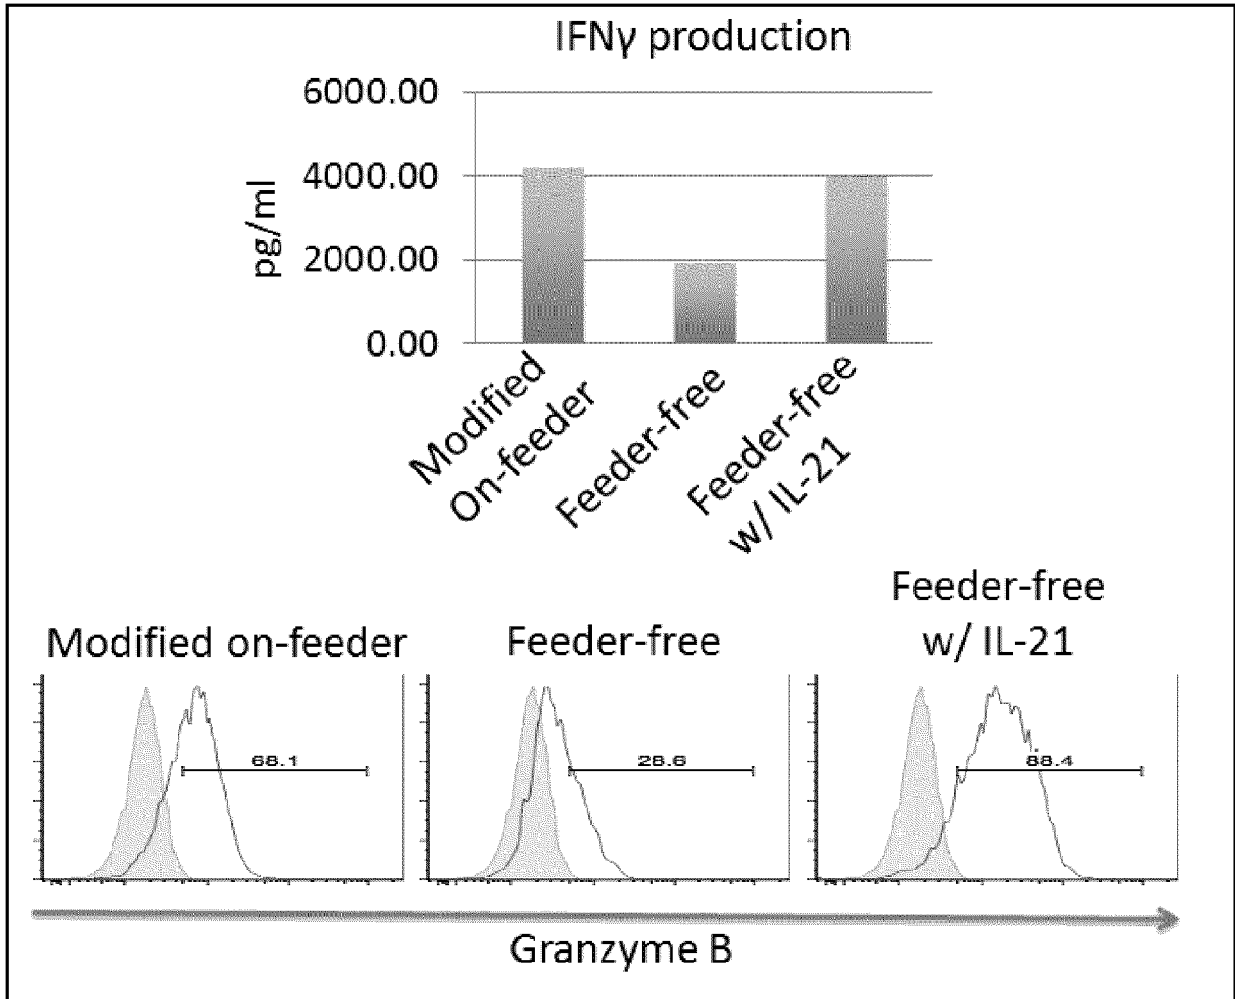 IFNγ production
6000.00
4000.00
2000.00
0.00
pg/ml
Modified
On-feeder
Feeder-free
Feeder-free
w/ IL-21
Modified on-feeder
Feeder-free
Feeder-free
w/ IL-21
68.1
28.6
88.4
Granzyme B